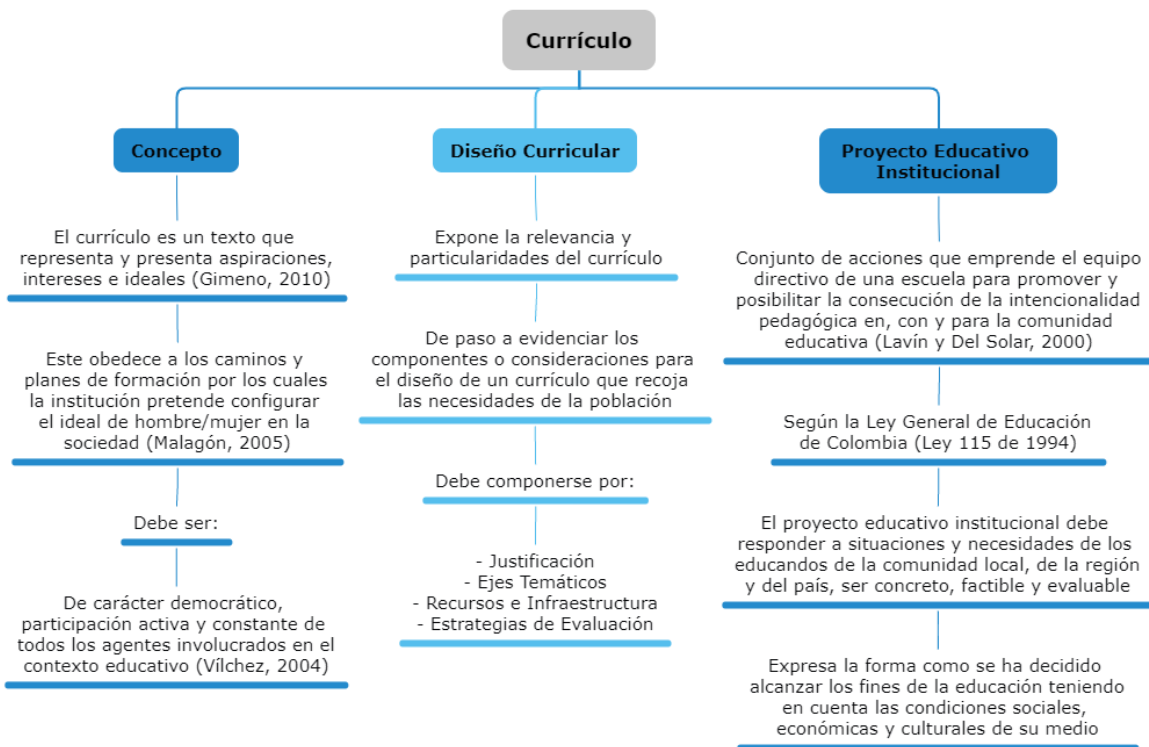 Currículo
Concepto
El currículo es un texto que
representa y presenta aspiraciones,
intereses e ideales (Gimeno, 2010)
Este obedece a los caminos y
planes de formación por los cuales
la institución pretende configurar
el ideal de hombre/mujer en la
sociedad (Malagón, 2005)
Debe ser:
De carácter democrático,
participación activa y constante de
todos los agentes involucrados en el
contexto educativo (Vílchez, 2004)
Diseño Curricular
Expone la relevancia y
particularidades del currículo
De paso a evidenciar los
componentes o consideraciones para
el diseño de un currículo que recoja
las necesidades de la población
Debe componerse por:
- Justificación
- Ejes Temáticos
- Recursos e Infraestructura
- Estrategias de Evaluación
Proyecto Educativo
Institucional
Conjunto de acciones que emprende el equipo
directivo de una escuela para promover y
posibilitar la consecución de la intencionalidad
pedagógica en, con y para la comunidad
educativa (Lavín y Del Solar, 2000)
Según la Ley General de Educación
de Colombia (Ley 115 de 1994)
El proyecto educativo institucional debe
responder a situaciones y necesidades de los
educandos de la comunidad local, de la región
y del país, ser concreto, factible y evaluable
Expresa la forma como se ha decidido
alcanzar los fines de la educación teniendo
en cuenta las condiciones sociales,
económicas y culturales de su medio